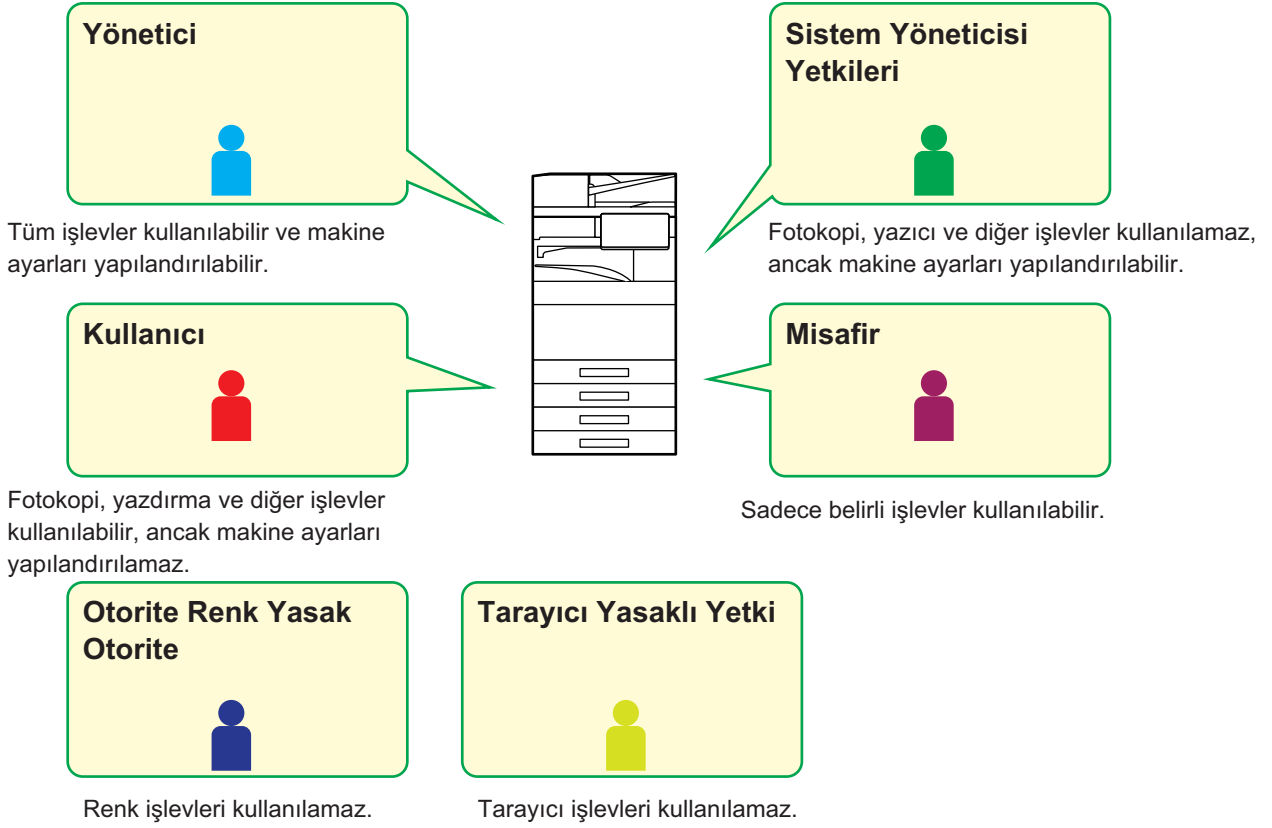 Yönetici
Tüm işlevler kullanılabilir ve makine
ayarları yapılandırılabilir.
Sistem Yöneticisi
Yetkileri
Fotokopi, yazıcı ve diğer işlevler kullanılamaz,
ancak makine ayarları yapılandırılabilir.
Kullanıcı
Fotokopi, yazdırma ve diğer işlevler
kullanılabilir, ancak makine ayarları
yapılandırılamaz.
Misafir
Sadece belirli işlevler kullanılabilir.
Otorite Renk Yasak
Otorite
Renk işlevleri kullanılamaz.
Tarayıcı Yasaklı Yetki
Tarayıcı işlevleri kullanılamaz.